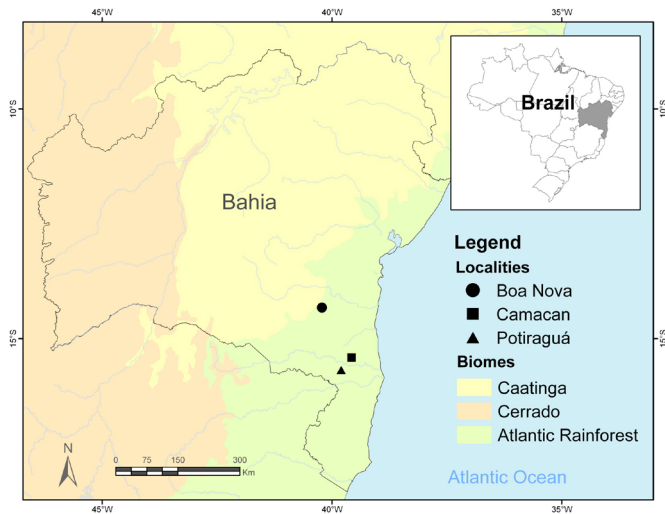 45°W
40°W
35°W
10°S
10°S
Brazil
Bahia
Legend
Localities
Boa Nova
Camacan
Potiraguá
Biomes
Caatinga
Cerrado
Atlantic Rainforest
15°S
15°S
N
0 75 150 300
Km
Atlantic Ocean
45°W
40°W
35°W